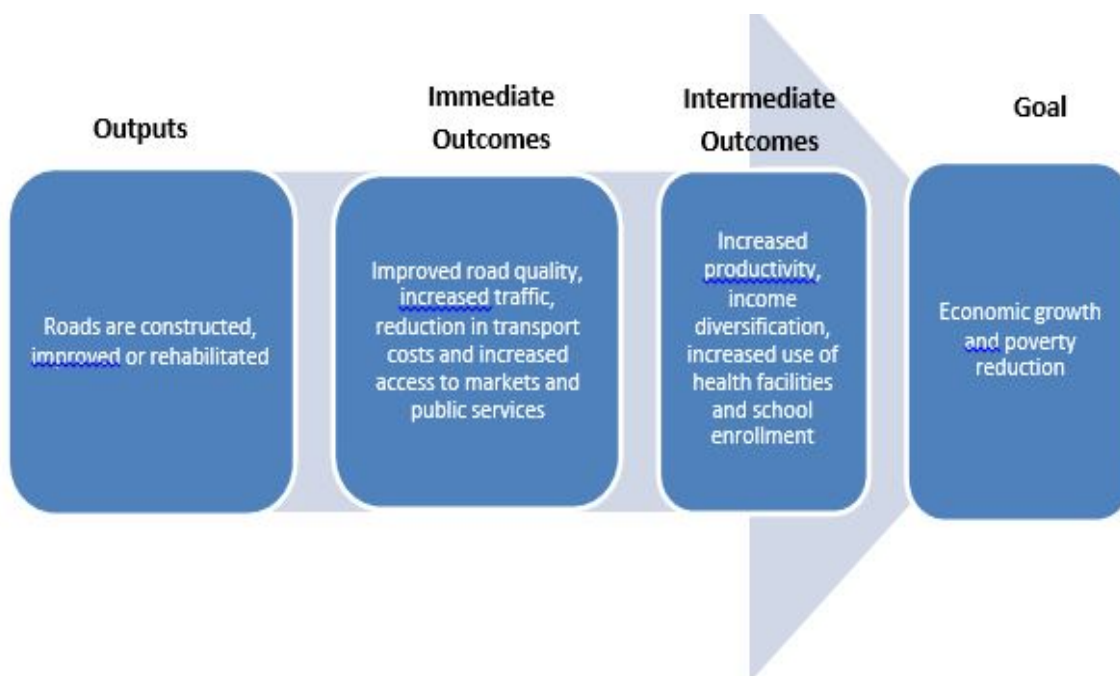 Outputs
Immediate
Outcomes
Intermediate
Outcomes
Goal
Roads are constructed,
improved or rehabilitated
Improved road quality,
increased traffic,
reduction in transport
costs and increased
access to markets and
public services
Increased
productivity,
income
diversification,
increased use of
health facilities
and school
enrollment
Economic growth
and poverty
reduction